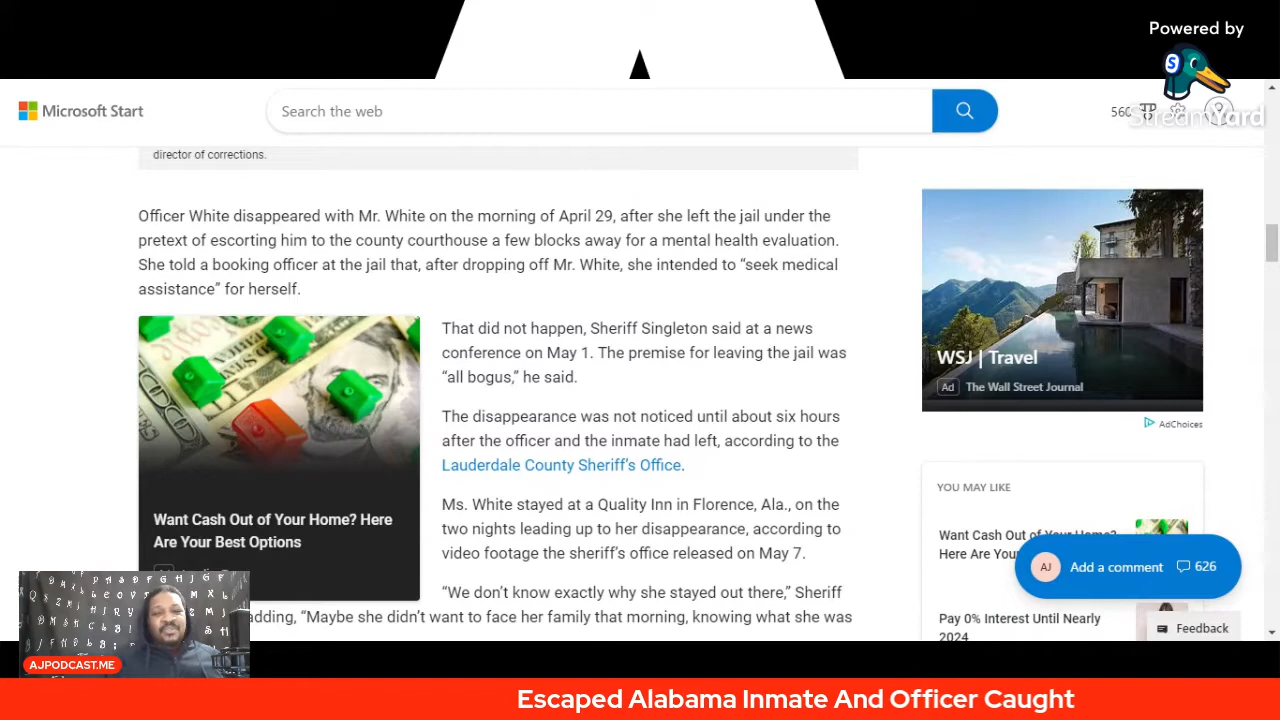 Powered by
StreamYard
Microsoft Start
Search the web
560
director of corrections.
Officer White disappeared with Mr. White on the morning of April 29, after she left the jail under the
pretext of escorting him to the county courthouse a few blocks away for a mental health evaluation.
She told a booking officer at the jail that, after dropping off Mr. White, she intended to “seek medical
assistance” for herself.
That did not happen, Sheriff Singleton said at a news
conference on May 1. The premise for leaving the jail was
“all bogus,” he said.
The disappearance was not noticed until about six hours
after the officer and the inmate had left, according to the
Lauderdale County Sheriff’s Office.
Ms. White stayed at a Quality Inn in Florence, Ala., on the
two nights leading up to her disappearance, according to
video footage the sheriff’s office released on May 7.
“We don’t know exactly why she stayed out there,” Sheriff
adding, “Maybe she didn’t want to face her family that morning, knowing what she was
Want Cash Out of Your Home? Here
Are Your Best Options
WSJ | Travel
Ad The Wall Street Journal
AdChoices
YOU MAY LIKE
Want Cash Out of Your Home?
Here Are Your
Add a comment 626
Pay 0% Interest Until Nearly
2024
Feedback
AJ
AJPODCAST.ME
Escaped Alabama Inmate And Officer Caught